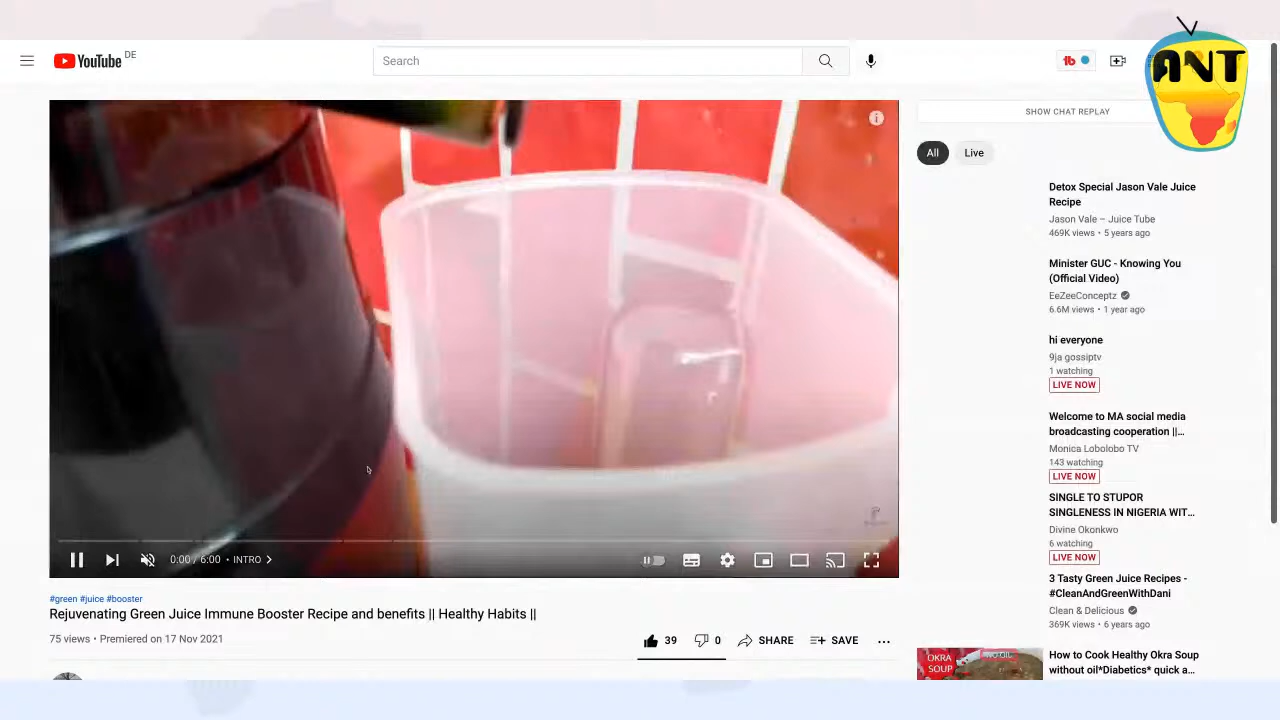 YouTube DE
Search
ANT
SHOW CHAT REPLAY
All
Live
Detox Special Jason Vale Juice
Recipe
Jason Vale – Juice Tube
469K views • 5 years ago
Minister GUC - Knowing You
(Official Video)
EeZeeConceptz
6.6M views • 1 year ago
hi everyone
9ja gossiptv
1 watching
LIVE NOW
Welcome to MA social media
broadcasting cooperation ||...
Monica Lobolobo TV
143 watching
LIVE NOW
SINGLE TO STUPOR
SINGLENESS IN NIGERIA WIT...
Divine Okonkwo
6 watching
LIVE NOW
3 Tasty Green Juice Recipes -
#CleanAndGreenWithDani
Clean & Delicious
369K views • 6 years ago
OKRA
SOUP
How to Cook Healthy Okra Soup
without oil*Diabetics* quick a...
0:00 / 6:00 • INTRO
#green #juice #booster
Rejuvenating Green Juice Immune Booster Recipe and benefits || Healthy Habits ||
75 views • Premiered on 17 Nov 2021
39
0
SHARE
SAVE